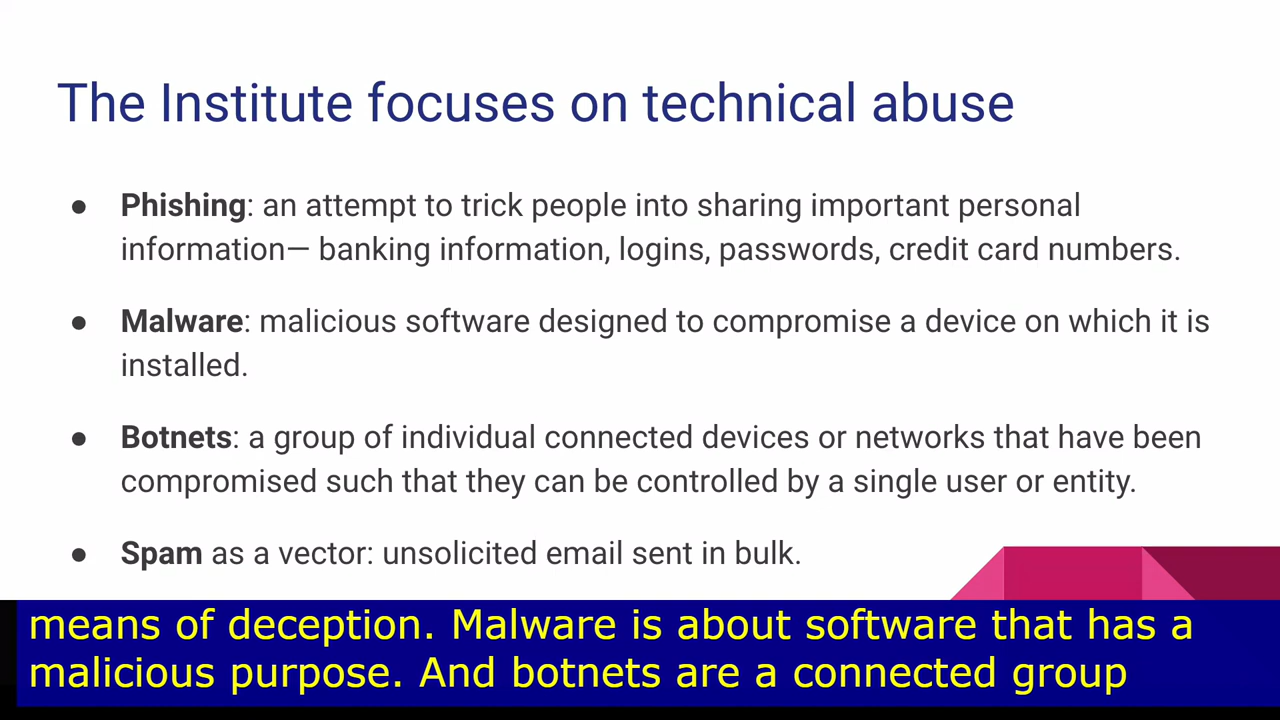 The Institute focuses on technical abuse
● Phishing: an attempt to trick people into sharing important personal
information— banking information, logins, passwords, credit card numbers.
● Malware: malicious software designed to compromise a device on which it is
installed.
● Botnets: a group of individual connected devices or networks that have been
compromised such that they can be controlled by a single user or entity.
● Spam as a vector: unsolicited email sent in bulk.
means of deception. Malware is about software that has a
malicious purpose. And botnets are a connected group